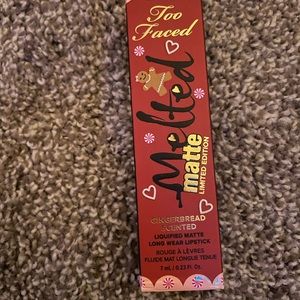 Too
Faced
Melted
matte
LIMITED EDITION
GINGERBREAD
SCENTED
LIQUIFIED MATTE
LONG WEAR LIPSTICK
ROUGE À LÈVRES
FLUIDE MAT LONGUE TENUE
7 mL / 0.23 Fl. Oz.